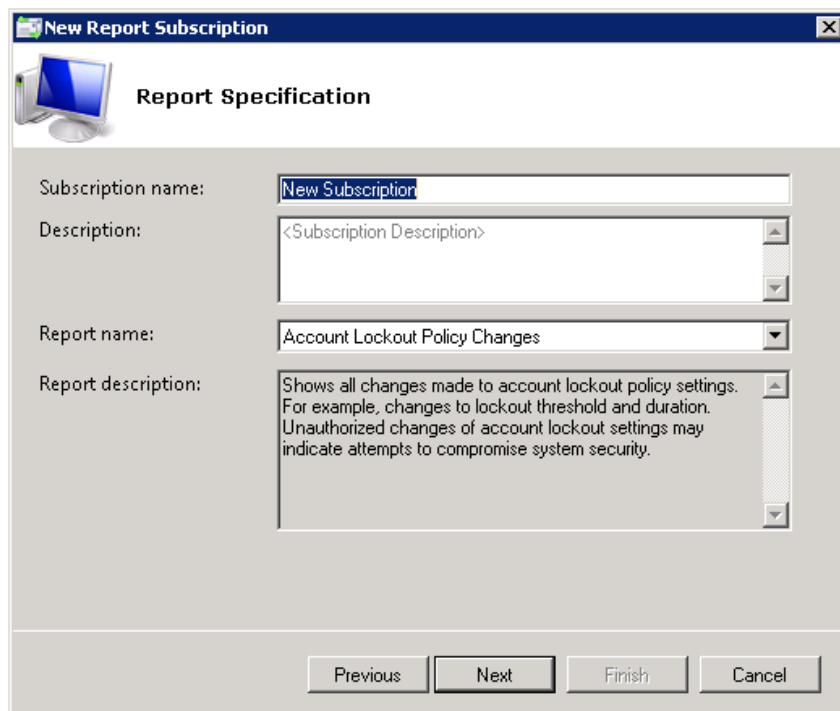 New Report Subscription
Report Specification
Subscription name:
New Subscription
Description:
<Subscription Description>
Report name:
Account Lockout Policy Changes
Report description:
Shows all changes made to account lockout policy settings.
For example, changes to lockout threshold and duration.
Unauthorized changes of account lockout settings may
indicate attempts to compromise system security.
Previous
Next
Finish
Cancel